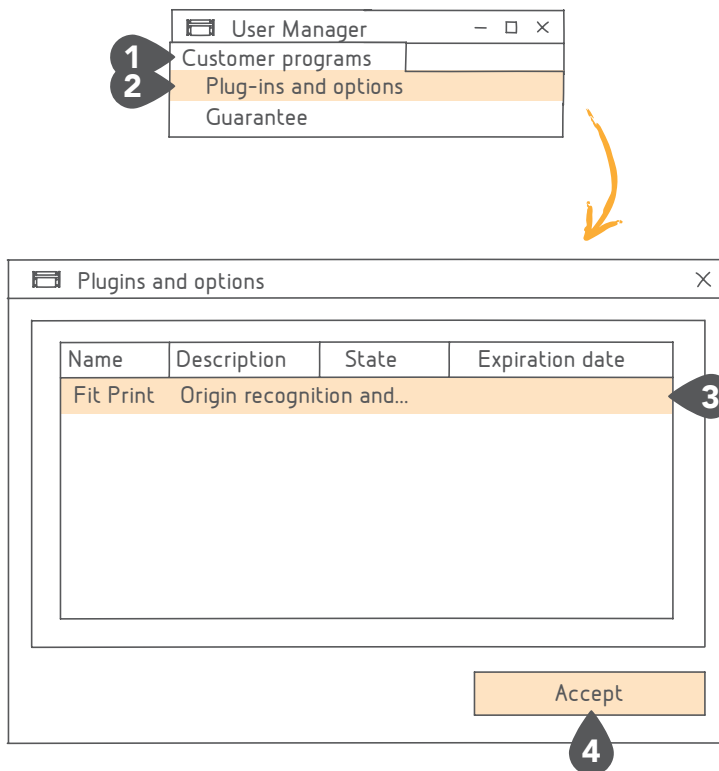 User Manager
1 Customer programs
2 Plug-ins and options
Guarantee
Plugins and options
Name Description State Expiration date
Fit Print Origin recognition and... 3
Accept
4